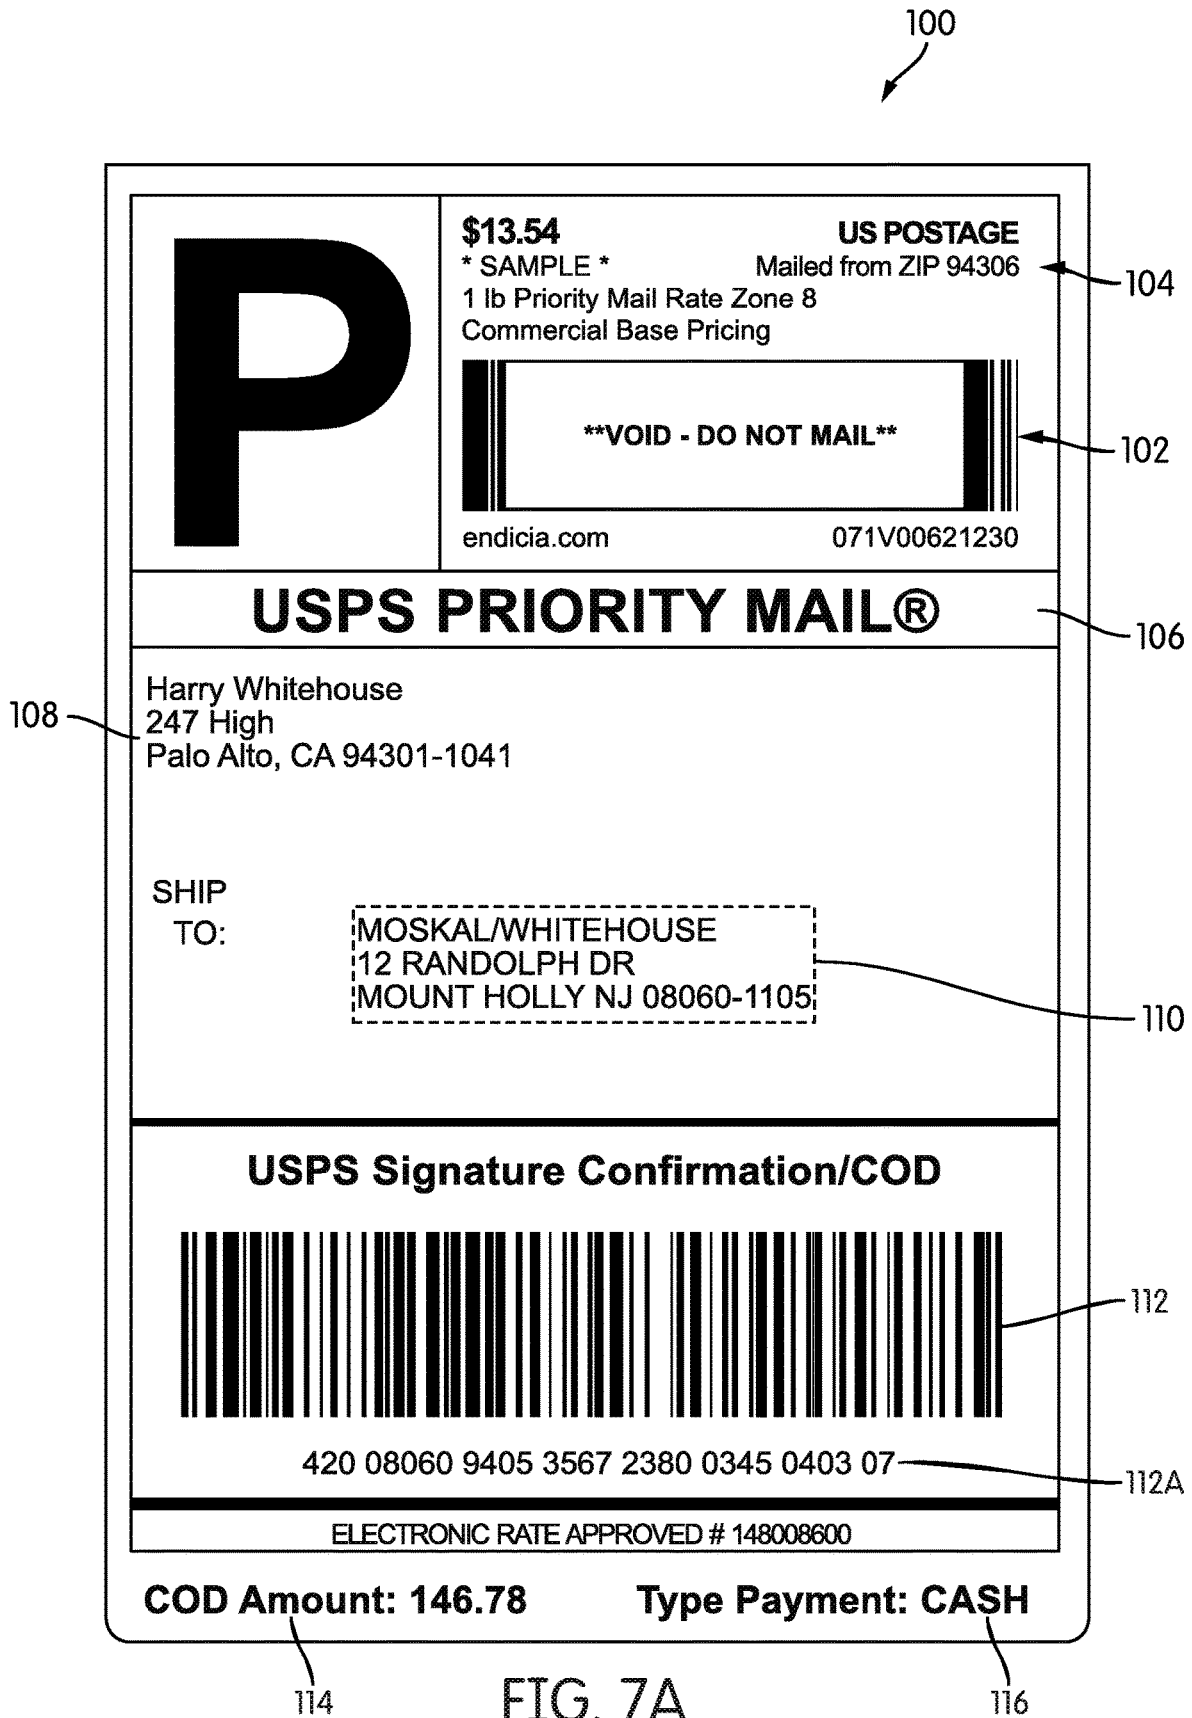 100
P
$13.54 US POSTAGE
* SAMPLE * Mailed from ZIP 94306
104
1 lb Priority Mail Rate Zone 8
Commercial Base Pricing
**VOID - DO NOT MAIL**
102
endicia.com 071V00621230
USPS PRIORITY MAIL®
106
Harry Whitehouse
108
247 High
Palo Alto, CA 94301-1041
SHIP
TO:
MOSKAL/WHITEHOUSE
12 RANDOLPH DR
MOUNT HOLLY NJ 08060-1105
110
USPS Signature Confirmation/COD
112
420 08060 9405 3567 2380 0345 0403 07
112A
ELECTRONIC RATE APPROVED # 148008600
COD Amount: 146.78 Type Payment: CASH
114
116
FIG. 7A